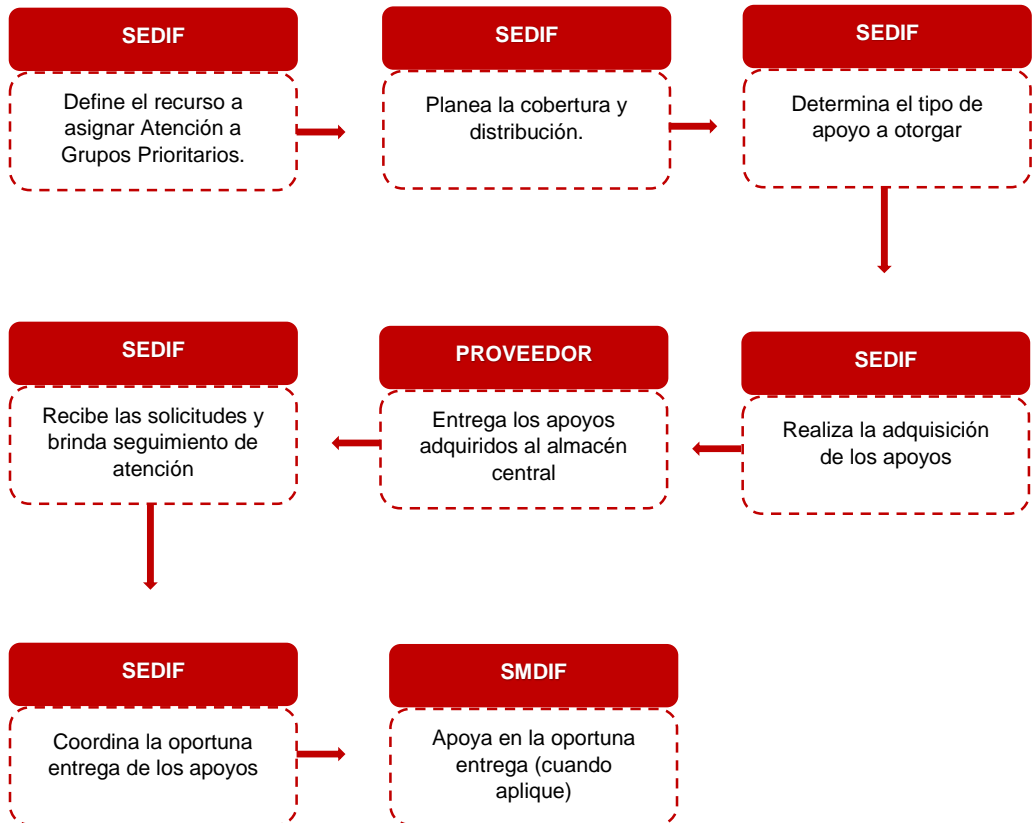 SEDIF
Define el recurso a
asignar Atención a
Grupos Prioritarios.
SEDIF
Planea la cobertura y
distribución.
SEDIF
Determina el tipo de
apoyo a otorgar
SEDIF
Realiza la adquisición
de los apoyos
PROVEEDOR
Entrega los apoyos
adquiridos al almacén
central
SEDIF
Recibe las solicitudes y
brinda seguimiento de
atención
SEDIF
Coordina la oportuna
entrega de los apoyos
SMDIF
Apoya en la oportuna
entrega (cuando
aplique)